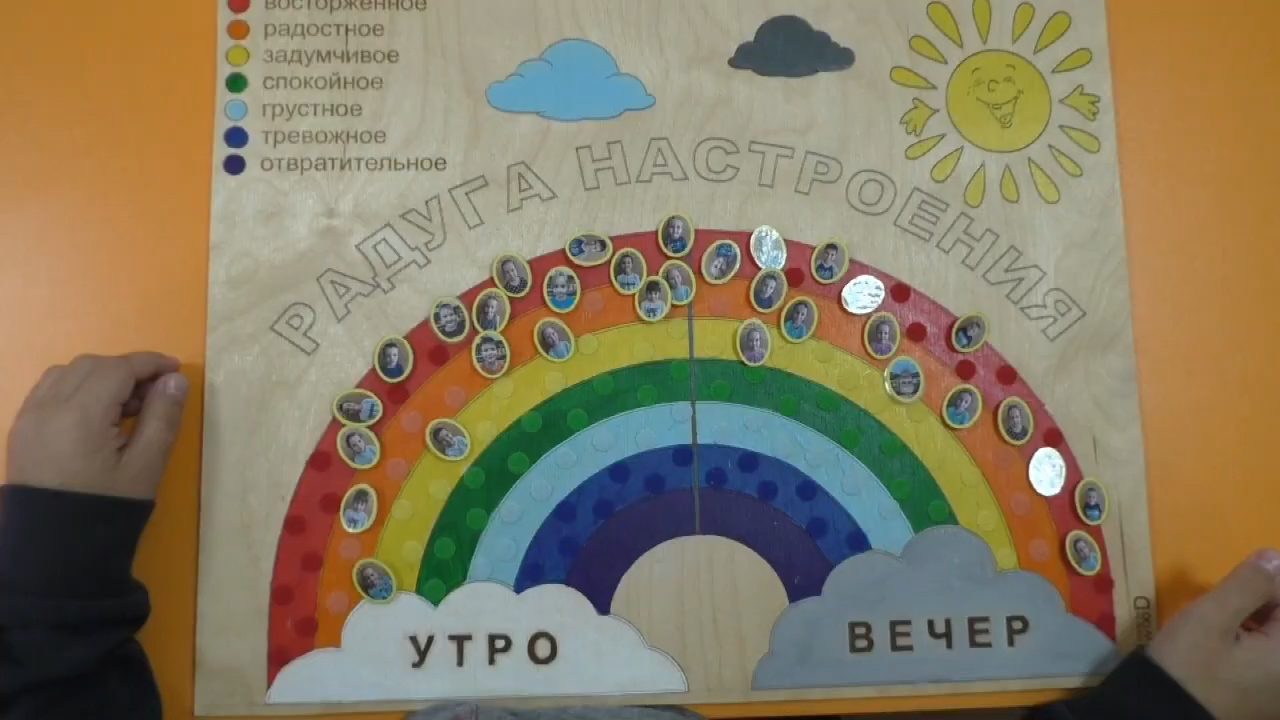 восторженное
радостное
задумчивое
спокойное
грустное
тревожное
отвратительное
РАДУГА НАСТРОЕНИЯ
УТРО
ВЕЧЕР